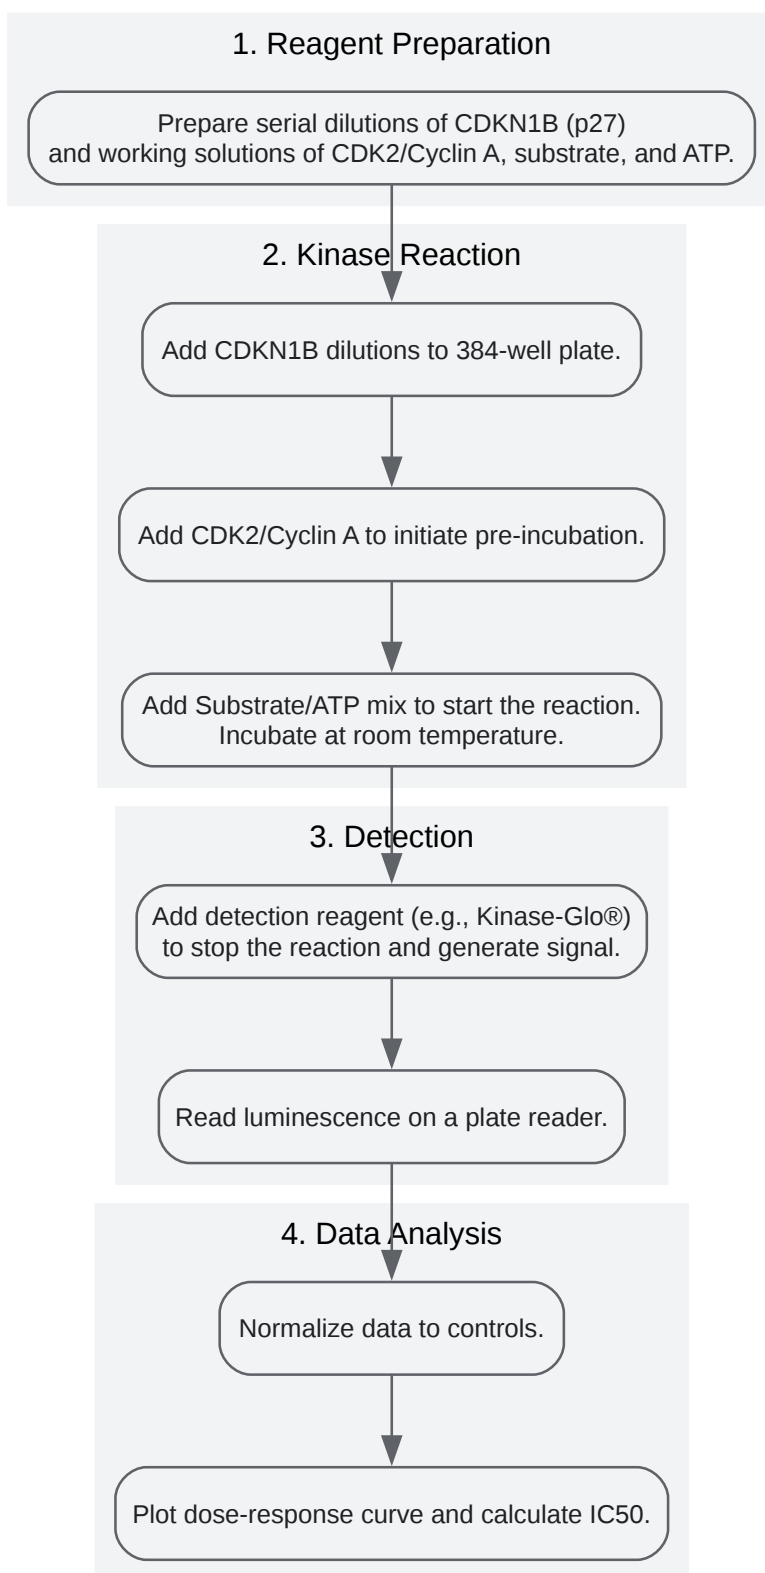 1. Reagent Preparation
Prepare serial dilutions of CDKN1B (p27)
and working solutions of CDK2/Cyclin A, substrate, and ATP.
2. Kinase Reaction
Add CDKN1B dilutions to 384-well plate.
Add CDK2/Cyclin A to initiate pre-incubation.
Add Substrate/ATP mix to start the reaction.
Incubate at room temperature.
3. Detection
Add detection reagent (e.g., Kinase-Glo®)
to stop the reaction and generate signal.
Read luminescence on a plate reader.
4. Data Analysis
Normalize data to controls.
Plot dose-response curve and calculate IC50.